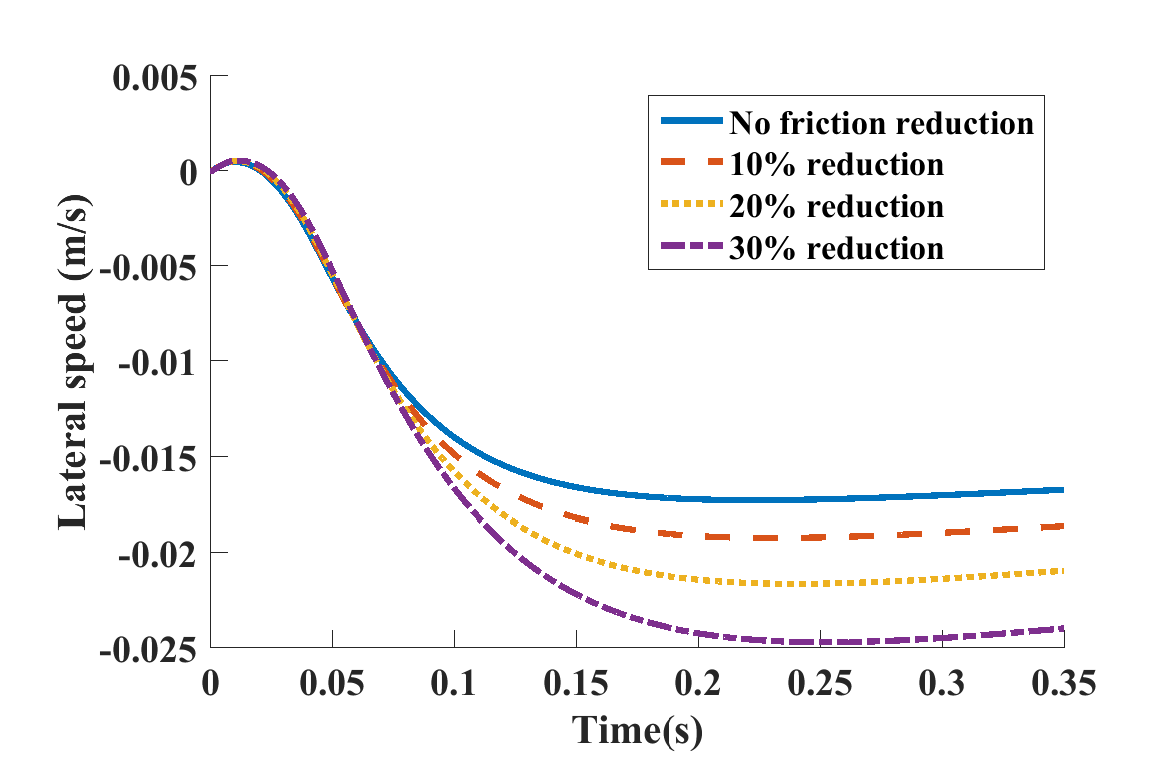 0.005
0
-0.005
-0.01
-0.015
-0.02
-0.025
Lateral speed (m/s)
No friction reduction
10% reduction
20% reduction
30% reduction
0 0.05 0.1 0.15 0.2 0.25 0.3 0.35
Time(s)